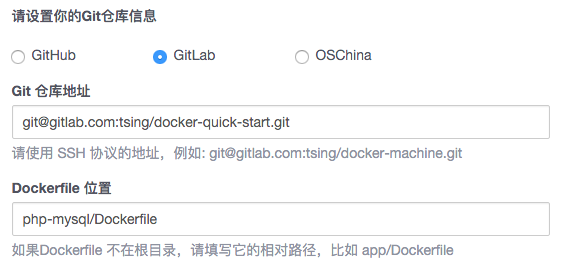 请设置你的Git仓库信息
GitHub GitLab OSChina
Git 仓库地址
git@gitlab.com:tsing/docker-quick-start.git
请使用 SSH 协议的地址，例如: git@gitlab.com:tsing/docker-machine.git
Dockerfile 位置
php-mysql/Dockerfile
如果Dockerfile 不在根目录，请填写它的相对路径，比如 app/Dockerfile